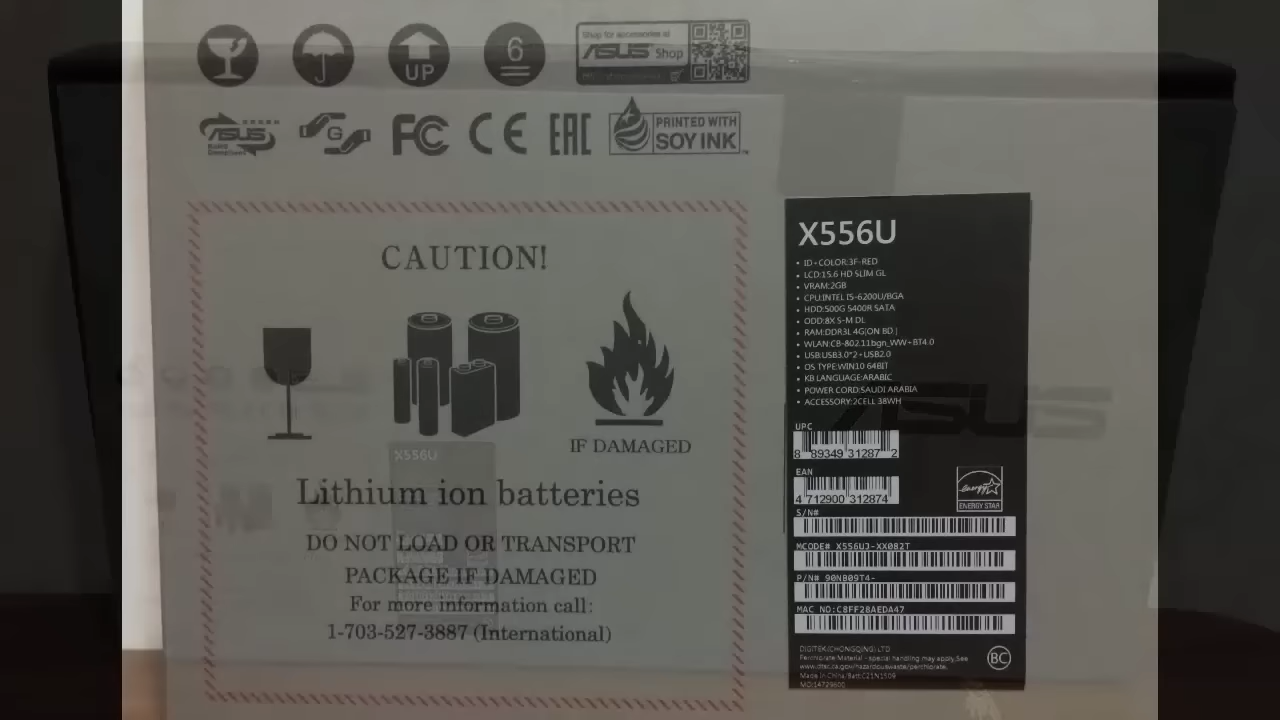 UP
6
Shop for accessories at
ASUS Shop
ASUS
G
FC CE EAC
PRINTED WITH
SOY INK
CAUTION!
IF DAMAGED
Lithium ion batteries
DO NOT LOAD OR TRANSPORT
PACKAGE IF DAMAGED
For more information call:
1-703-527-3887 (International)
X556U
X556U
• ID+COLOR:3F-RED
• LCD:15.6 HD SLIM GL
• VRAM:2GB
• CPU:INTEL I5-6200U/BGA
• HDD:500G 5400R SATA
• ODD:8X S-M DL
• RAM:DDR3L 4G[ON BD.]
• WLAN:CB-802.11bgn_WW+BT4.0
• USB:USB3.0*2+USB2.0
• OS TYPE:WIN10 64BIT
• KB LANGUAGE:ARABIC
• POWER CORD:SAUDI ARABIA
• ACCESSORY:2CELL 38WH
ASUS
UPC
8 89349 31287 2
EAN
4 712900 312874
energy
ENERGY STAR
S/N#
MCODE# X556UJ-XX082T
P/N# 90NB09T4-
MAC NO:C8FF28AEDA47
DIGITEK(CHONGQING) LTD
Perchlorate Material - special handling may apply,See
www.dtsc.ca.gov/hazardouswaste/perchlorate.
Made in China/Batt:C21N1509
MO:14729600
BC